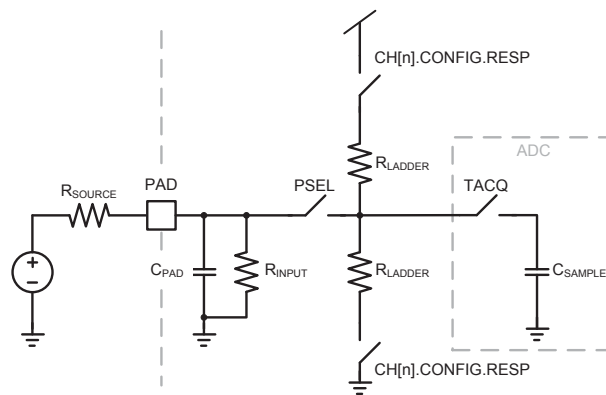 CH[n].CONFIG.RESP
ADC
RLADDER
RSOURCE
PAD
PSEL
TACQ
CPAD
RINPUT
RLADDER
CSAMPLE
CH[n].CONFIG.RESP